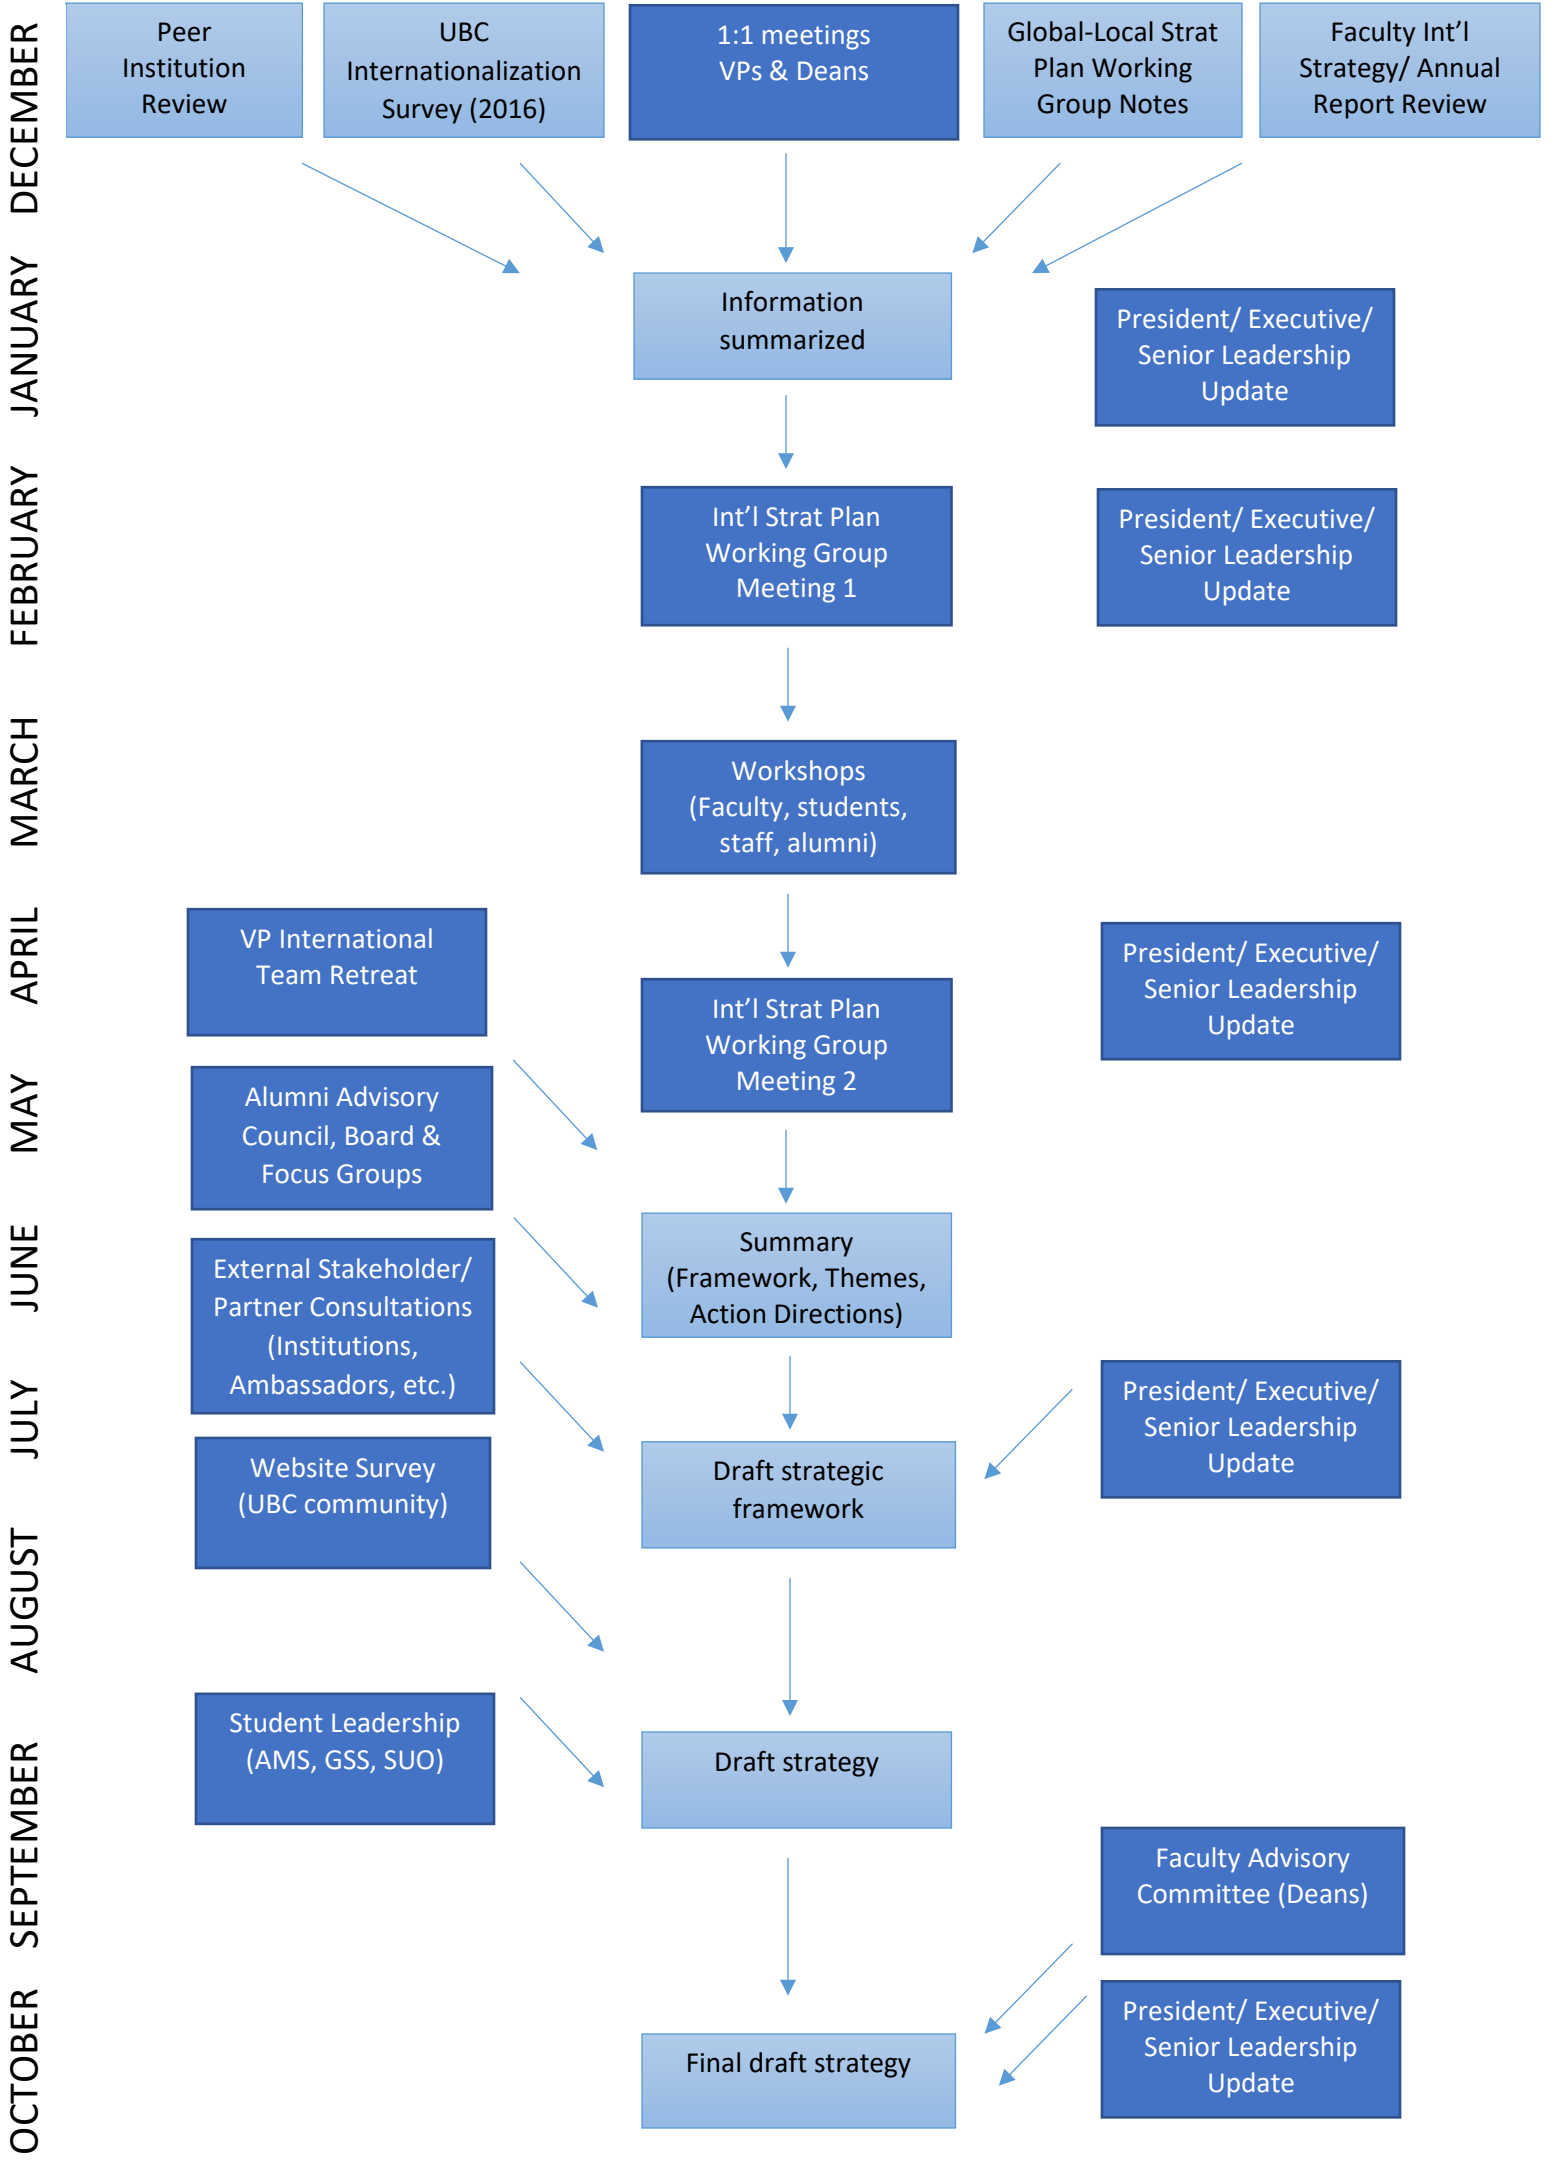 DECEMBER
Peer
Institution
Review
UBC
Internationalization
Survey (2016)
1:1 meetings
VPs & Deans
Global-Local Strat
Plan Working
Group Notes
Faculty Int’l
Strategy/ Annual
Report Review
JANUARY
Information
summarized
President/ Executive/
Senior Leadership
Update
FEBRUARY
Int’l Strat Plan
Working Group
Meeting 1
President/ Executive/
Senior Leadership
Update
MARCH
Workshops
(Faculty, students,
staff, alumni)
APRIL
VP International
Team Retreat
Int’l Strat Plan
Working Group
Meeting 2
President/ Executive/
Senior Leadership
Update
MAY
Alumni Advisory
Council, Board &
Focus Groups
JUNE
External Stakeholder/
Partner Consultations
(Institutions,
Ambassadors, etc.)
Summary
(Framework, Themes,
Action Directions)
JULY
Website Survey
(UBC community)
Draft strategic
framework
President/ Executive/
Senior Leadership
Update
AUGUST
SEPTEMBER
Student Leadership
(AMS, GSS, SUO)
Draft strategy
Faculty Advisory
Committee (Deans)
OCTOBER
Final draft strategy
President/ Executive/
Senior Leadership
Update